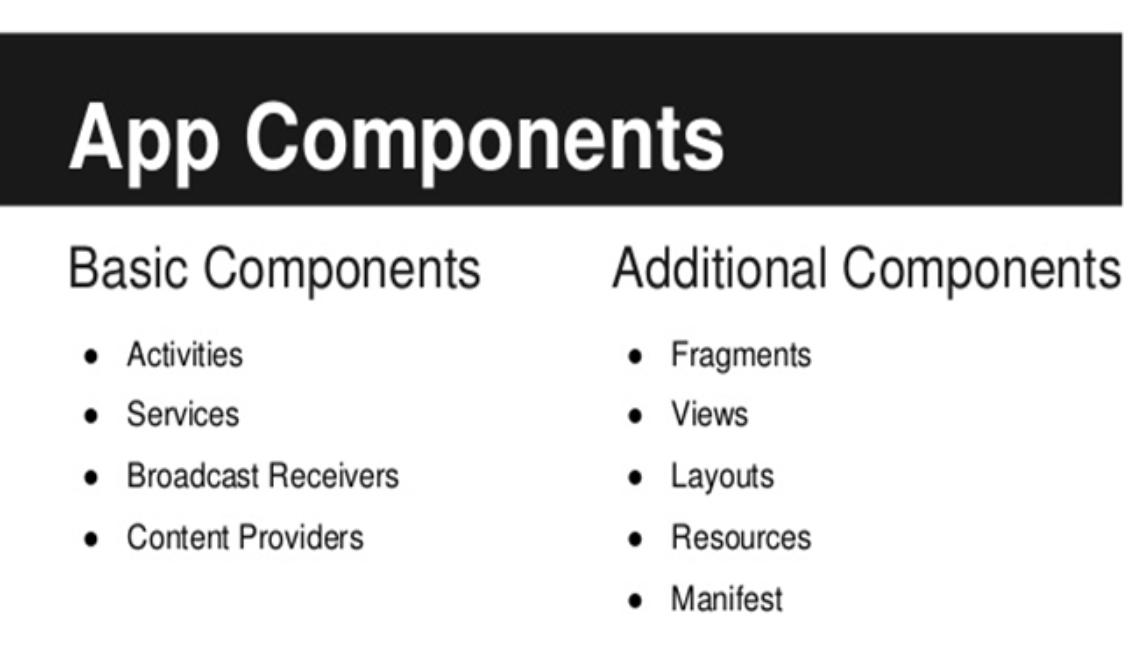 App Components
Basic Components
• Activities
• Services
• Broadcast Receivers
• Content Providers
Additional Components
• Fragments
• Views
• Layouts
• Resources
• Manifest